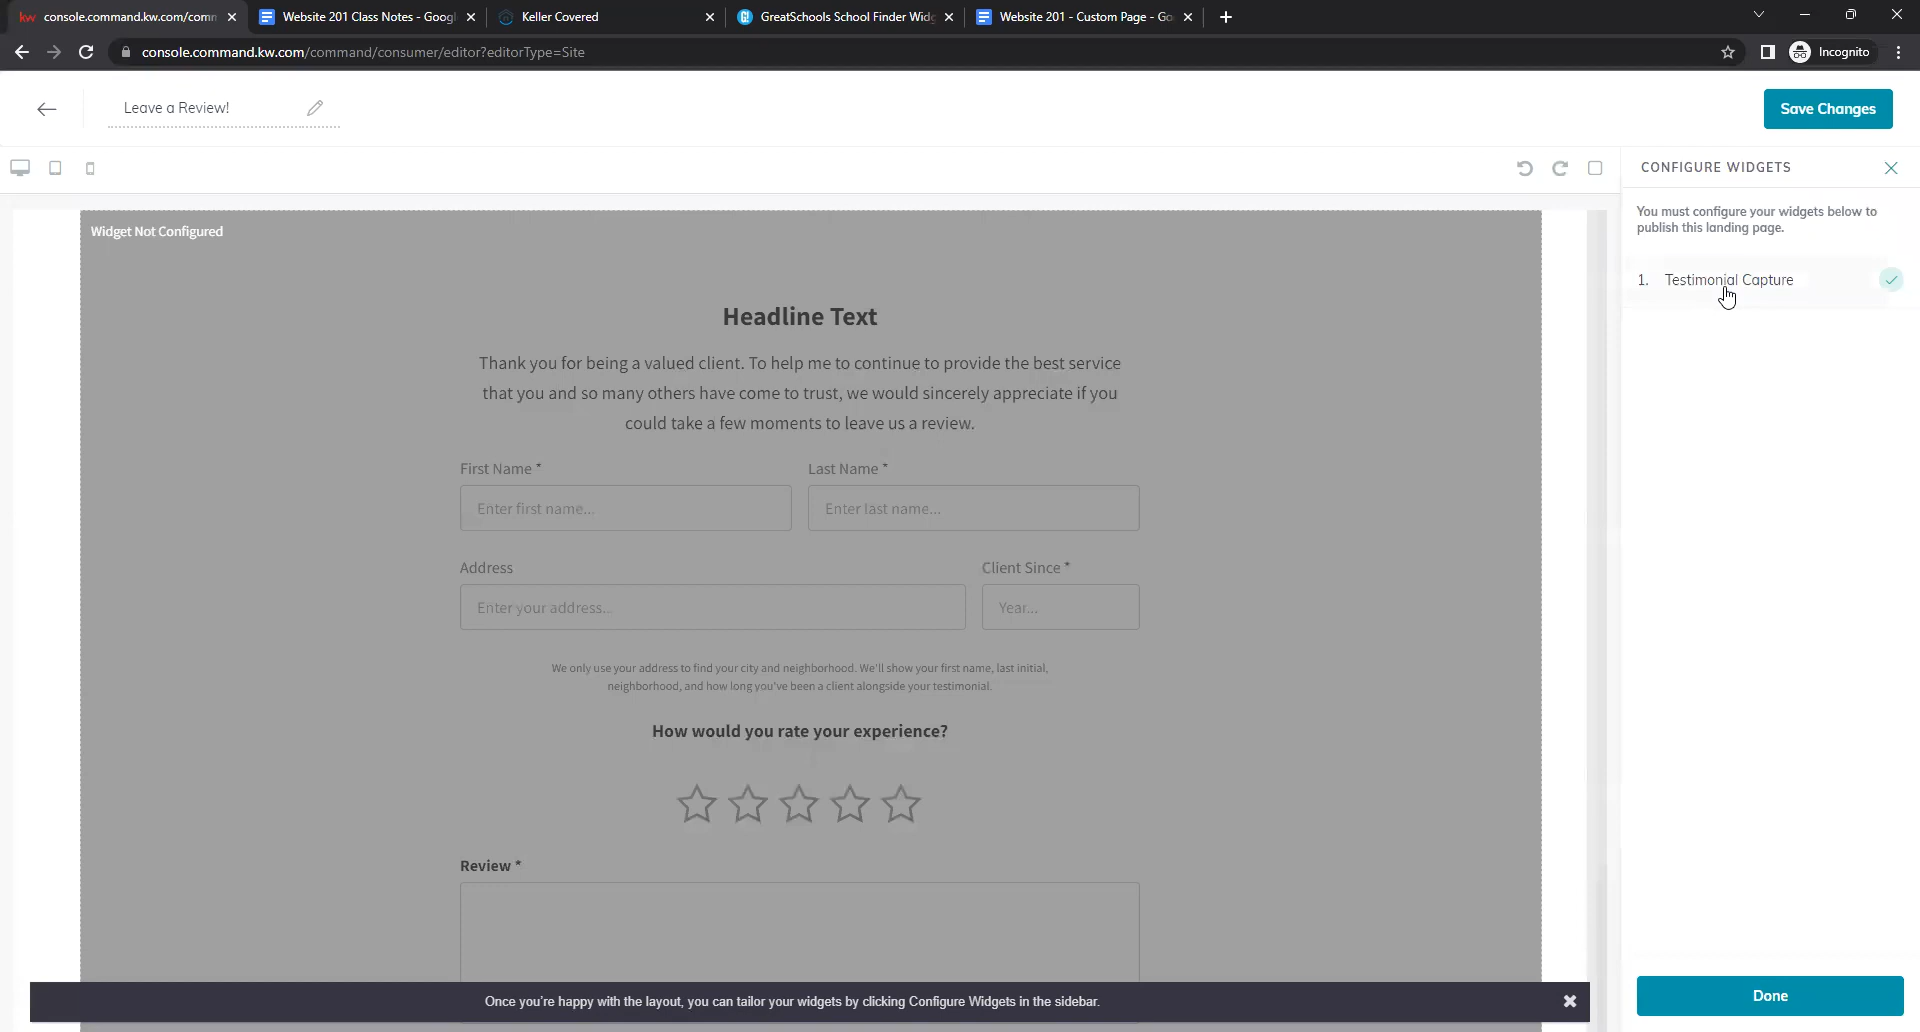 console.command.kw.com/comm
Website 201 Class Notes - Googl
Keller Covered
GreatSchools School Finder Widg
Website 201 - Custom Page - Go
console.command.kw.com/command/consumer/editor?editorType=Site
Incognito
Leave a Review!
Save Changes
CONFIGURE WIDGETS
You must configure your widgets below to
publish this landing page.
1. Testimonial Capture
Widget Not Configured
Headline Text
Thank you for being a valued client. To help me to continue to provide the best service
that you and so many others have come to trust, we would sincerely appreciate if you
could take a few moments to leave us a review.
First Name *
Last Name *
Enter first name...
Enter last name...
Address
Client Since *
Enter your address...
Year...
We only use your address to find your city and neighborhood. We'll show your first name, last initial,
neighborhood, and how long you've been a client alongside your testimonial.
How would you rate your experience?
Review *
Once you're happy with the layout, you can tailor your widgets by clicking Configure Widgets in the sidebar.
Done